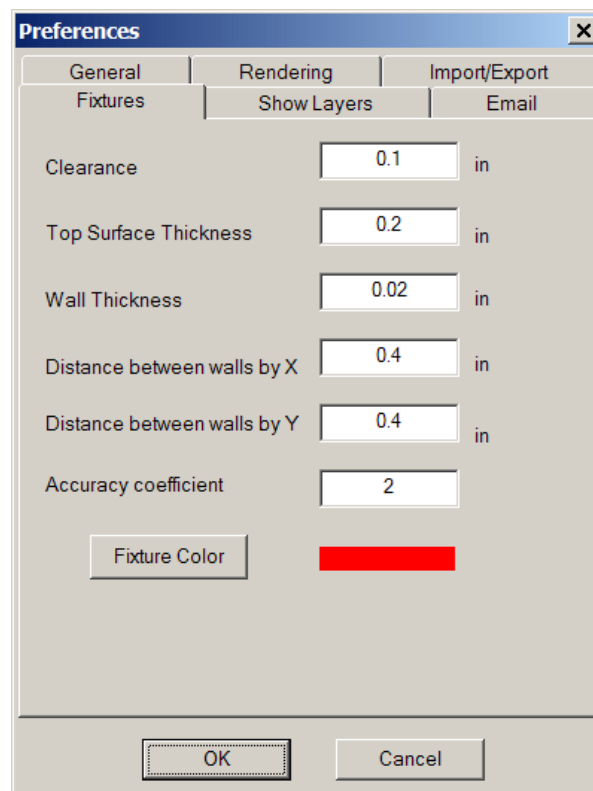 Preferences
General Rendering Import/Export
Fixtures Show Layers Email
Clearance 0.1 in
Top Surface Thickness 0.2 in
Wall Thickness 0.02 in
Distance between walls by X 0.4 in
Distance between walls by Y 0.4 in
Accuracy coefficient 2
Fixture Color
OK Cancel